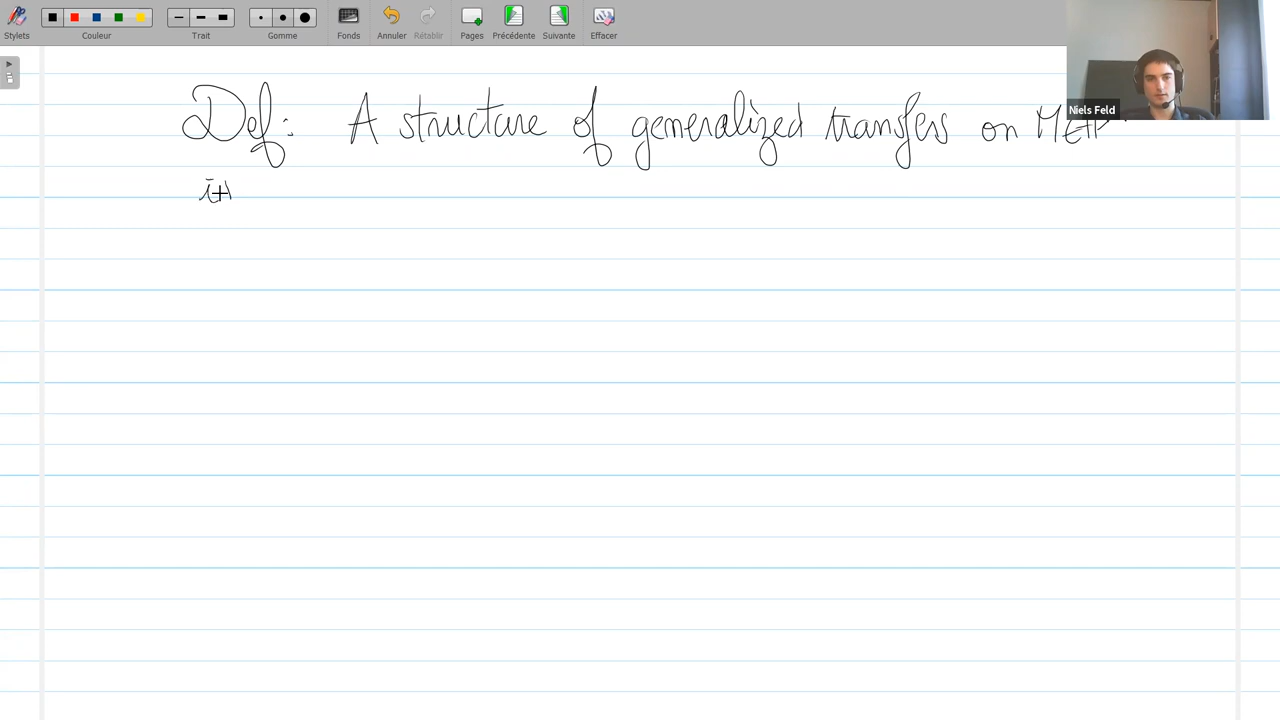 Stylets
Couleur
Trait
Gomme
Fonds
Annuler
Rétablir
Pages
Précédente
Suivante
Effacer
Niels Feld
Def: A structure of generalized transfers on